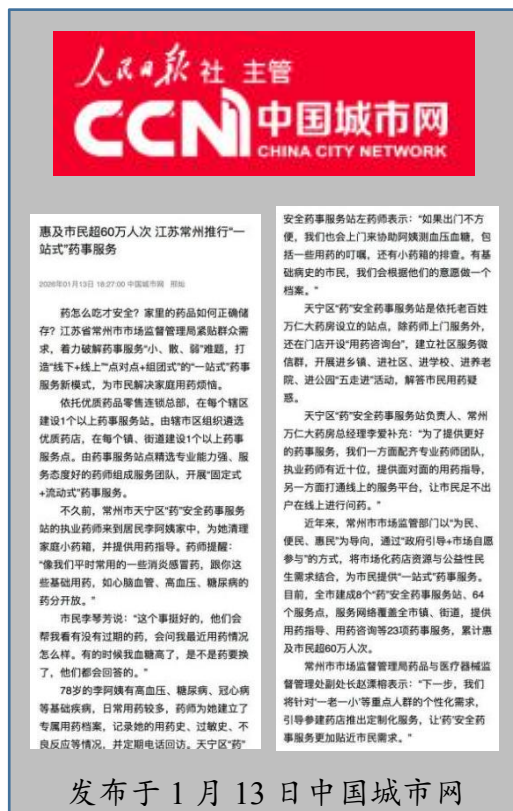 人民日报 社 主管
CCN 中国城市网
CHINA CITY NETWORK
惠及市民超60万人次 江苏常州推行“一
站式”药事服务
2026年01月13日 18:27:00 中国城市网 邢灿
药怎么吃才安全？家里的药品如何正确储
存？江苏省常州市市场监督管理局紧贴群众需
求，着力破解药事服务“小、散、弱”难题，打
造“线下+线上”“点对点+组团式”的“一站式”药事
服务新模式，为市民解决家庭用药烦恼。
依托优质药品零售连锁总部，在每个辖区
建设1个以上药事服务站。由辖市区组织遴选
优质药店，在每个镇、街道建设1个以上药事
服务点。由药事服务站点精选专业能力强、服
务态度好的药师组成服务团队，开展“固定式
+流动式”药事服务。
不久前，常州市天宁区“药”安全药事服务站
的执业药师来到居民李阿姨家中，为她清理
家庭小药箱，并提供用药指导。药师提醒：
“像我们平时常用的一些消炎感冒药，跟你这
些基础用药，如心脑血管、高血压、糖尿病的
药分开放。”
市民李琴芳说：“这个事挺好的，他们会
帮我看有没有过期的药，会问我最近用药情况
怎么样。有的时候我血糖高了，是不是药要换
了，他们都会回答的。”
78岁的李阿姨有高血压、糖尿病、冠心病
等基础疾病，日常用药较多，药师为她建立了
专属用药档案，记录她的用药史、过敏史、不
良反应等情况，并定期电话回访。天宁区“药”
安全药事服务站左药师表示：“如果出门不方
便，我们也会上门来协助阿姨测血压血糖，包
括一些用药的叮嘱，还有小药箱的排查。有基
础病史的市民，我们会根据他们的意愿做一个
档案。”
天宁区“药”安全药事服务站是依托老百姓
万仁大药房设立的站点，除药师上门服务外，
还在门店开设“用药咨询台”，建立社区服务微
信群，开展进乡镇、进社区、进学校、进养老
院、进公园“五走进”活动，解答市民用药疑
惑。
天宁区“药”安全药事服务站负责人、常州
万仁大药房总经理李爱补充：“为了提供更好
的药事服务，我们一方面配齐专业药师团队，
执业药师有近十位，提供面对面的用药指导，
另一方面打通线上的服务平台，让市民足不出
户在线上进行问药。”
近年来，常州市市场监管部门以“为民、
便民、惠民”为导向，通过“政府引导+市场自愿
参与”的方式，将市场化药店资源与公益性民
生需求结合，为市民提供“一站式”药事服务。
目前，全市建成8个“药”安全药事服务站、64
个服务点，服务网络覆盖全市镇、街道，提供
用药指导、用药咨询等23项药事服务，累计惠
及市民超60万人次。
常州市市场监督管理局药品与医疗器械监
督管理处副处长赵溧榕表示：“下一步，我们
将针对‘一老一小’等重点人群的个性化需求，
引导参建药店推出定制化服务，让‘药’安全药
事服务更加贴近市民需求。”
发布于 1 月 13 日中国城市网